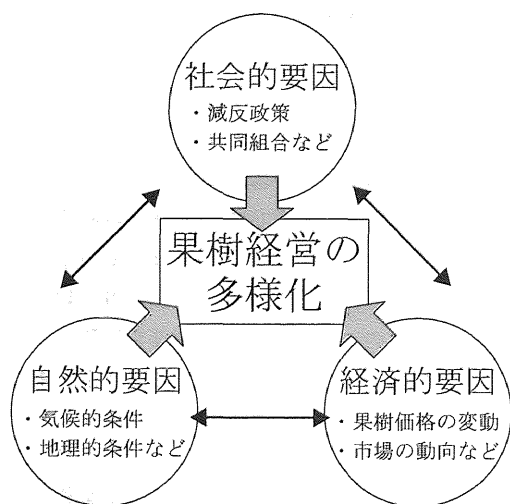 社会的要因
・減反政策
・共同組合など
果樹経営の
多様化
自然的要因
・気候的条件
・地理的条件など
経済的要因
・果樹価格の変動
・市場の動向など